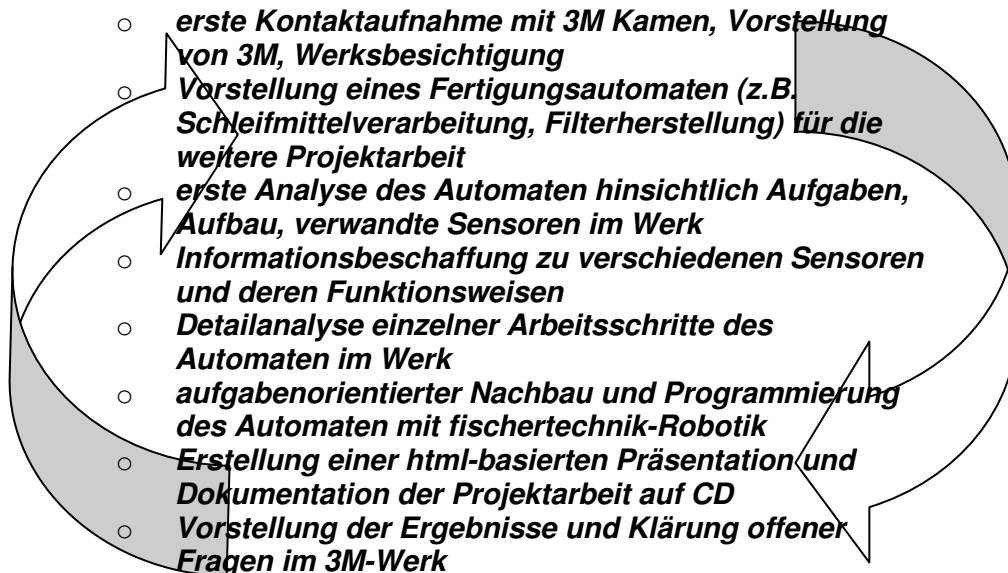 o erste Kontaktaufnahme mit 3M Kamen, Vorstellung
von 3M, Werksbesichtigung
o Vorstellung eines Fertigungsautomaten (z.B.
Schleifmittelverarbeitung, Filterherstellung) für die
weitere Projektarbeit
o erste Analyse des Automaten hinsichtlich Aufgaben,
Aufbau, verwandte Sensoren im Werk
o Informationsbeschaffung zu verschiedenen Sensoren
und deren Funktionsweisen
o Detailanalyse einzelner Arbeitsschritte des
Automaten im Werk
o aufgabenorientierter Nachbau und Programmierung
des Automaten mit fischertechnik-Robotik
o Erstellung einer html-basierten Präsentation und
Dokumentation der Projektarbeit auf CD
o Vorstellung der Ergebnisse und Klärung offener
Fragen im 3M-Werk